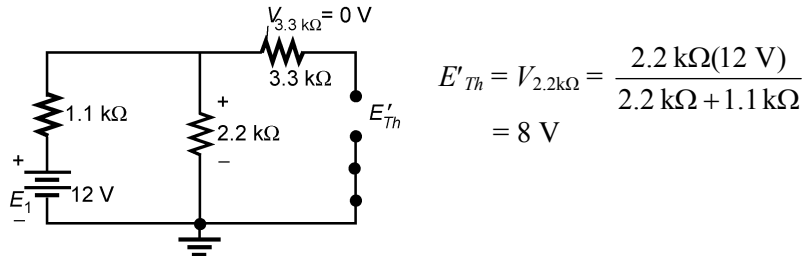 V3.3 kΩ = 0 V
3.3 kΩ
1.1 kΩ
+
2.2 kΩ
–
E′Th
+
E1
12 V
–
E′Th = V2.2kΩ = 2.2 kΩ(12 V)
2.2 kΩ + 1.1 kΩ
= 8 V